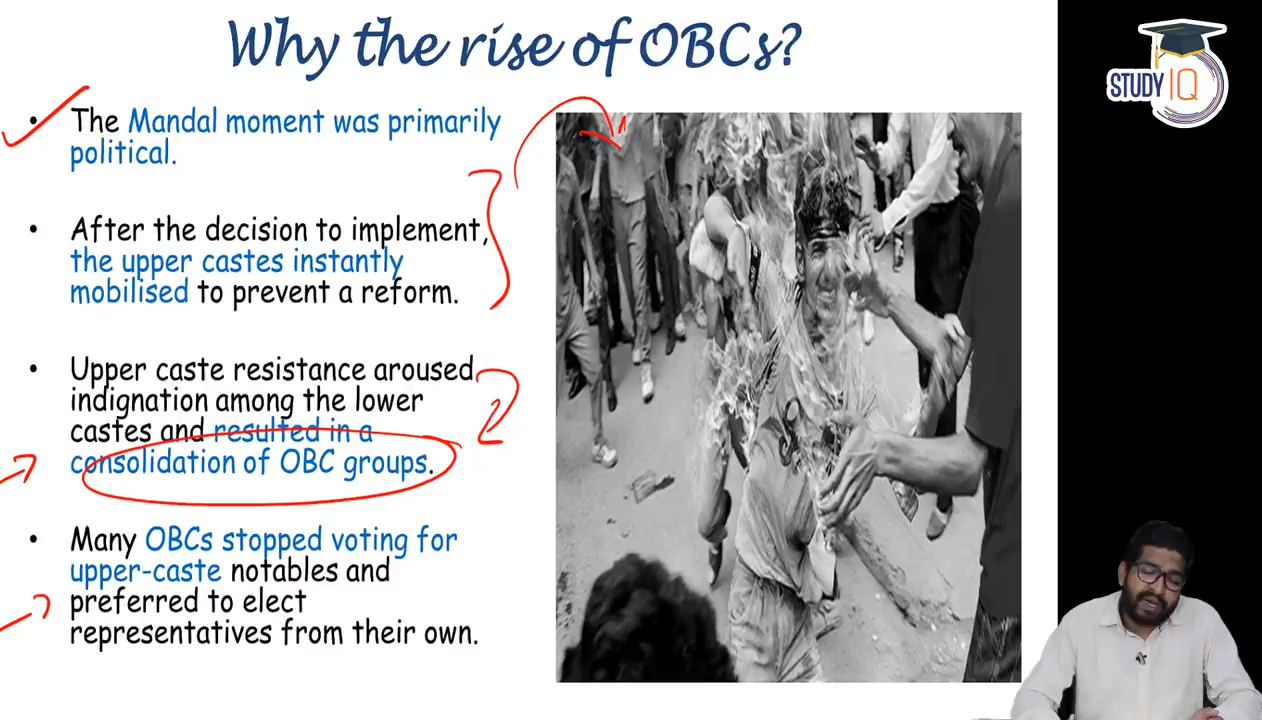 Why the rise of OBCs?
STUDY IQ
• The Mandal moment was primarily
political.
• After the decision to implement,
the upper castes instantly
mobilised to prevent a reform.
• Upper caste resistance aroused
indignation among the lower
castes and resulted in a
consolidation of OBC groups.
• Many OBCs stopped voting for
upper-caste notables and
preferred to elect
representatives from their own.